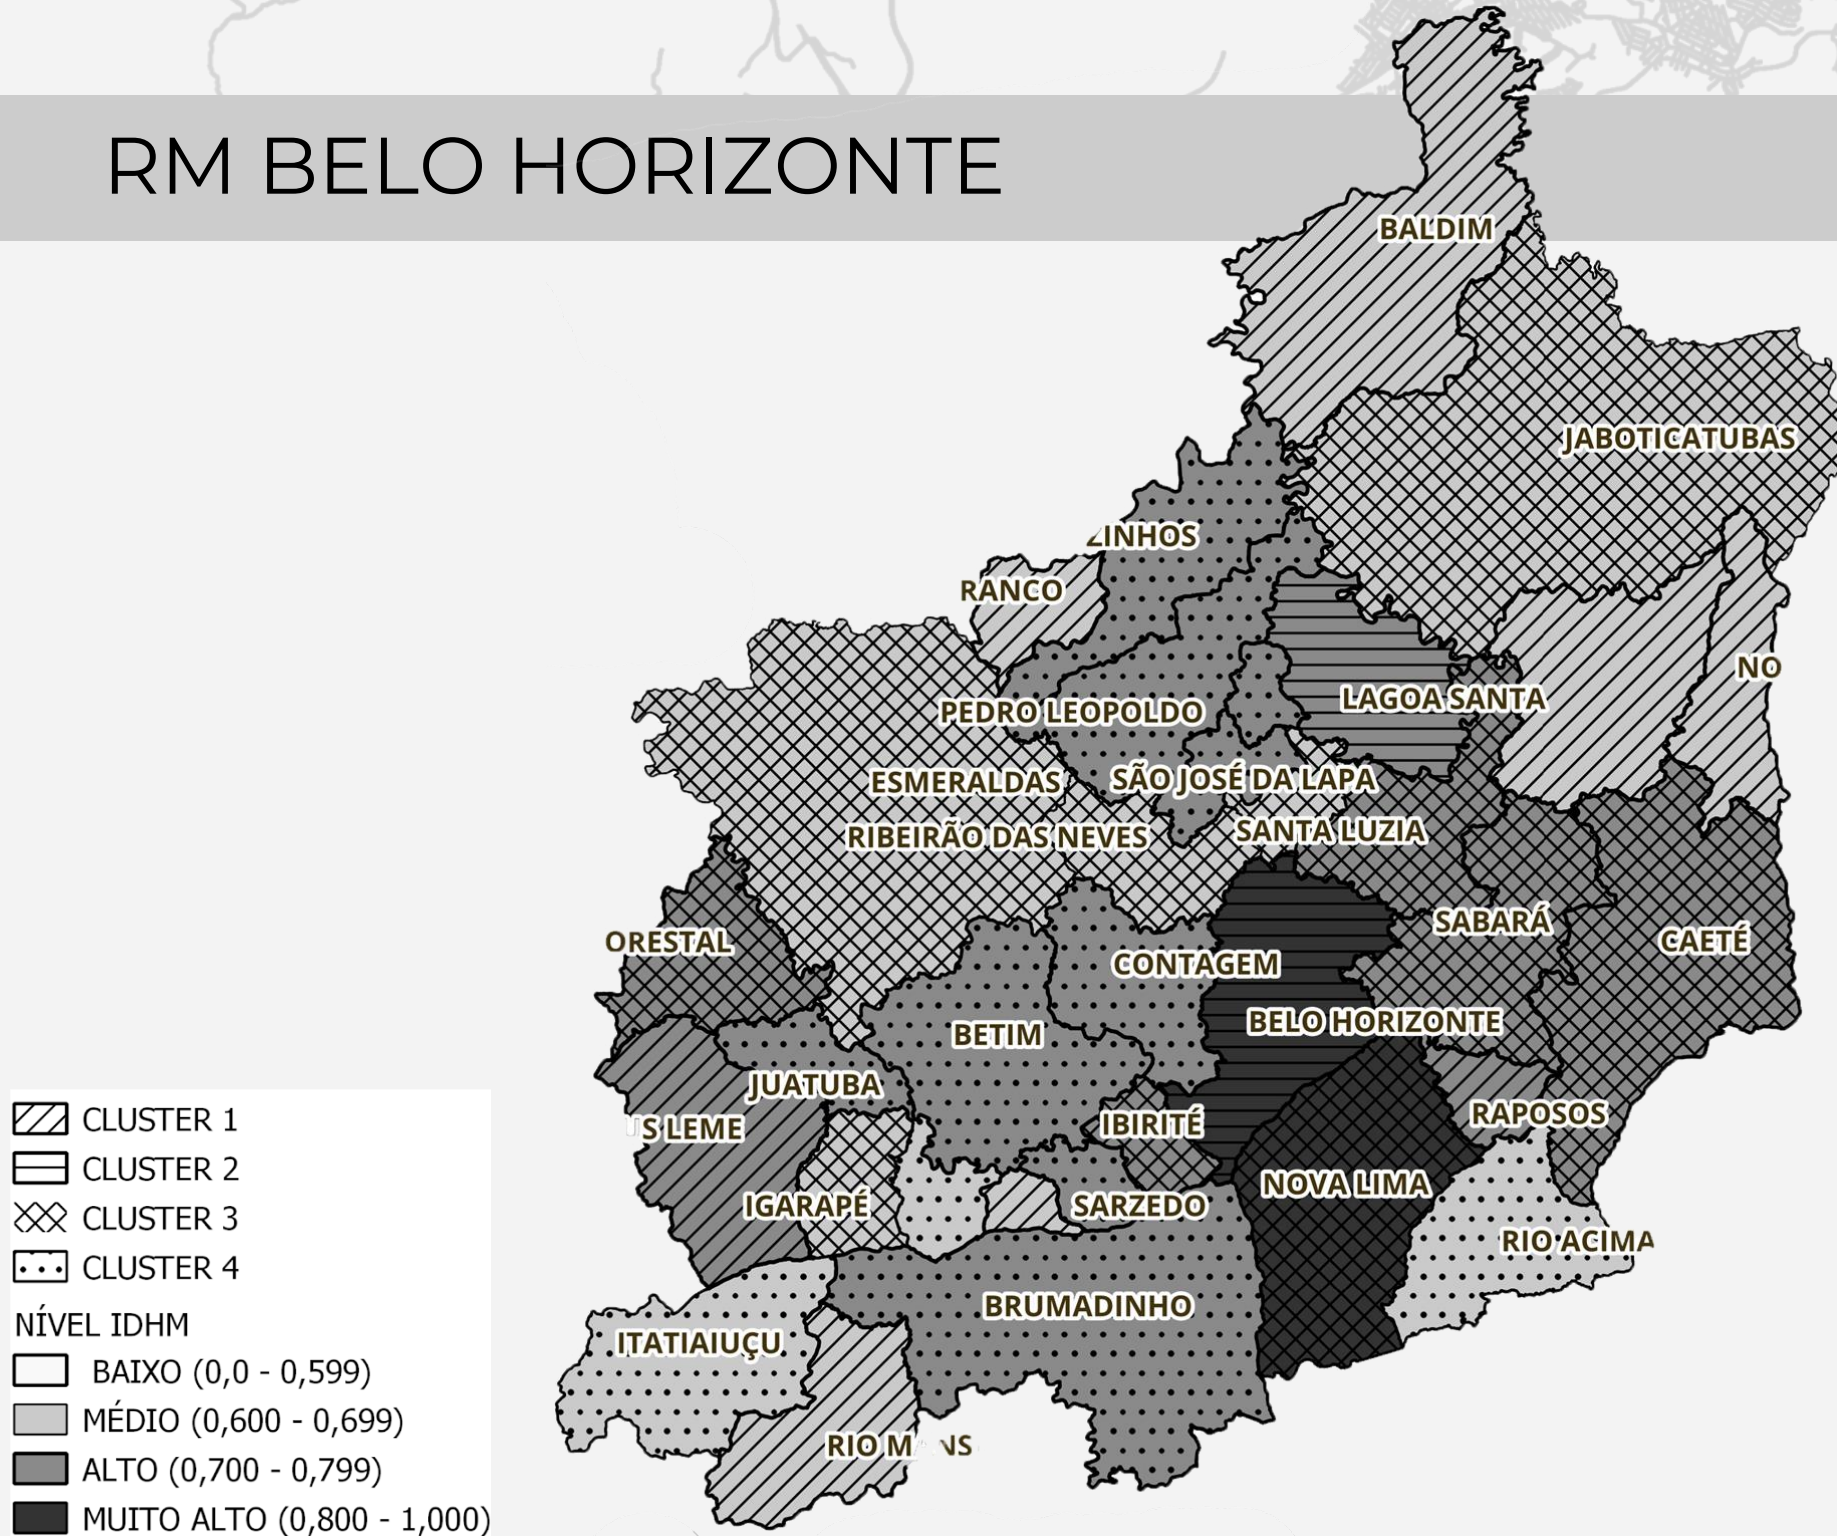 RM BELO HORIZONTE
BALDIM
JABOTICATUBAS
ZINHOS
RANCO
NO
LAGOA SANTA
PEDRO LEOPOLDO
ESMERALDAS
SÃO JOSÉ DA LAPA
RIBEIRÃO DAS NEVES
SANTA LUZIA
SABARÁ
ORESTAL
CAETÉ
CONTAGEM
BELO HORIZONTE
BETIM
JUATUBA
S LEME
IBIRITÉ
RAPOSOS
NOVA LIMA
IGARAPÉ
SARZEDO
RIO ACIMA
BRUMADINHO
ITATIAIUÇU
RIO M NS
CLUSTER 1
CLUSTER 2
CLUSTER 3
CLUSTER 4
NÍVEL IDHM
BAIXO (0,0 - 0,599)
MÉDIO (0,600 - 0,699)
ALTO (0,700 - 0,799)
MUITO ALTO (0,800 - 1,000)